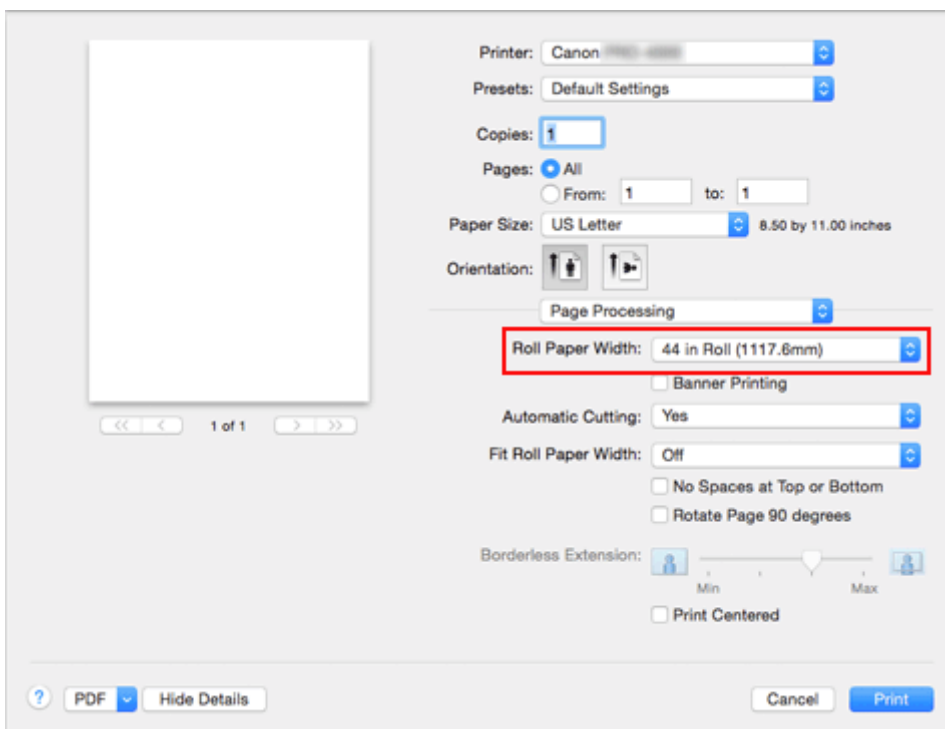 Printer: Canon
Presets: Default Settings
Copies: 1
Pages: All
From: 1 to: 1
Paper Size: US Letter 8.50 by 11.00 inches
Orientation:
Page Processing
Roll Paper Width: 44 in Roll (1117.6mm)
Banner Printing
1 of 1
Automatic Cutting: Yes
Fit Roll Paper Width: Off
No Spaces at Top or Bottom
Rotate Page 90 degrees
Borderless Extension:
Min Max
Print Centered
? PDF Hide Details Cancel Print